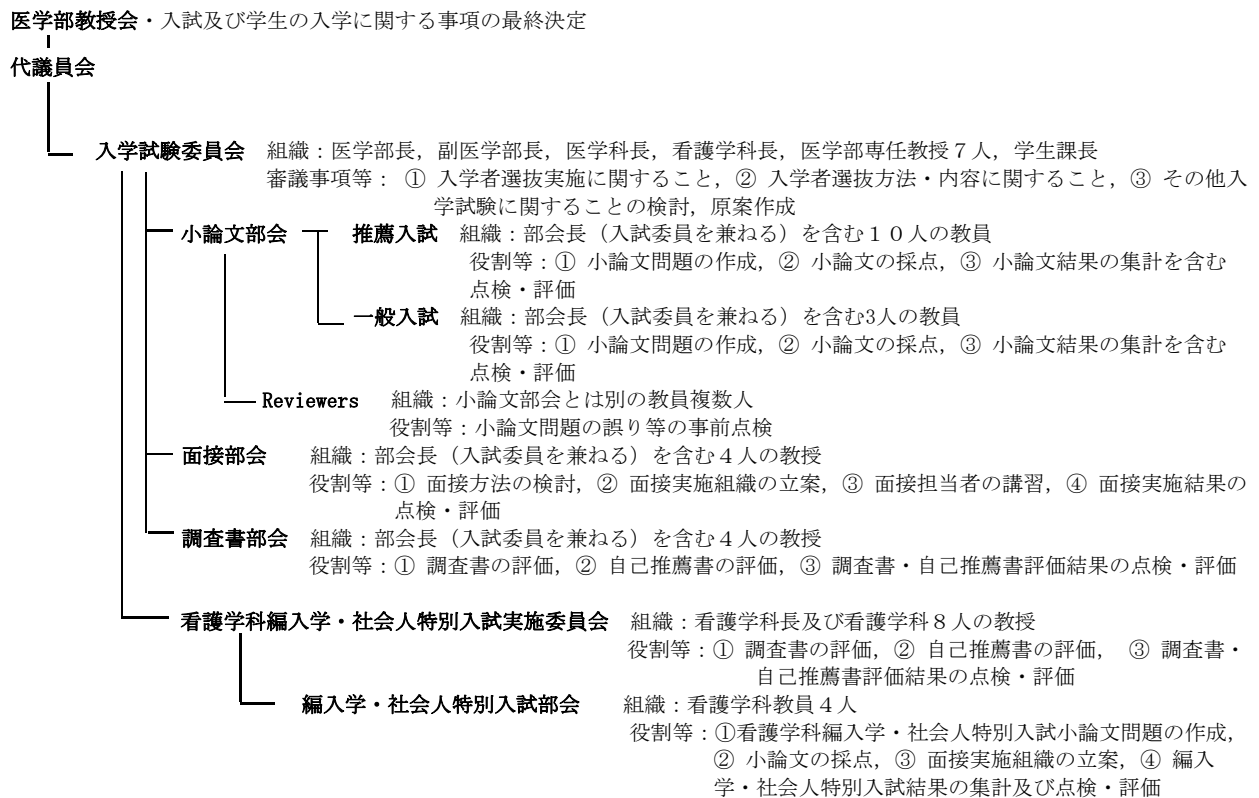 医学部教授会・入試及び学生の入学に関する事項の最終決定
代議員会
入学試験委員会 組織：医学部長，副医学部長，医学科長，看護学科長，医学部専任教授７人，学生課長
審議事項等： ① 入学者選抜実施に関すること，② 入学者選抜方法・内容に関すること，③ その他入
学試験に関することの検討，原案作成
小論文部会 推薦入試 組織：部会長（入試委員を兼ねる）を含む１０人の教員
役割等：① 小論文問題の作成，② 小論文の採点，③ 小論文結果の集計を含む
点検・評価
一般入試 組織：部会長（入試委員を兼ねる）を含む3人の教員
役割等：① 小論文問題の作成，② 小論文の採点，③ 小論文結果の集計を含む
点検・評価
Reviewers 組織：小論文部会とは別の教員複数人
役割等：小論文問題の誤り等の事前点検
面接部会 組織：部会長（入試委員を兼ねる）を含む４人の教授
役割等：① 面接方法の検討，② 面接実施組織の立案，③ 面接担当者の講習，④ 面接実施結果の
点検・評価
調査書部会 組織：部会長（入試委員を兼ねる）を含む４人の教授
役割等：① 調査書の評価，② 自己推薦書の評価，③ 調査書・自己推薦書評価結果の点検・評価
看護学科編入学・社会人特別入試実施委員会 組織：看護学科長及び看護学科８人の教授
役割等：① 調査書の評価，② 自己推薦書の評価， ③ 調査書・
自己推薦書評価結果の点検・評価
編入学・社会人特別入試部会 組織：看護学科教員４人
役割等：①看護学科編入学・社会人特別入試小論文問題の作成，
② 小論文の採点，③ 面接実施組織の立案，④ 編入
学・社会人特別入試結果の集計及び点検・評価